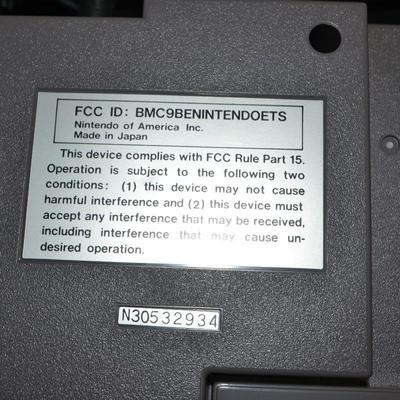 FCC ID: BMC9BENINTENDOETS
Nintendo of America Inc.
Made in Japan
This device complies with FCC Rule Part 15.
Operation is subject to the following two
conditions: (1) this device may not cause
harmful interference and (2) this device must
accept any interference that may be received,
including interference that may cause un-
desired operation.
N30532934